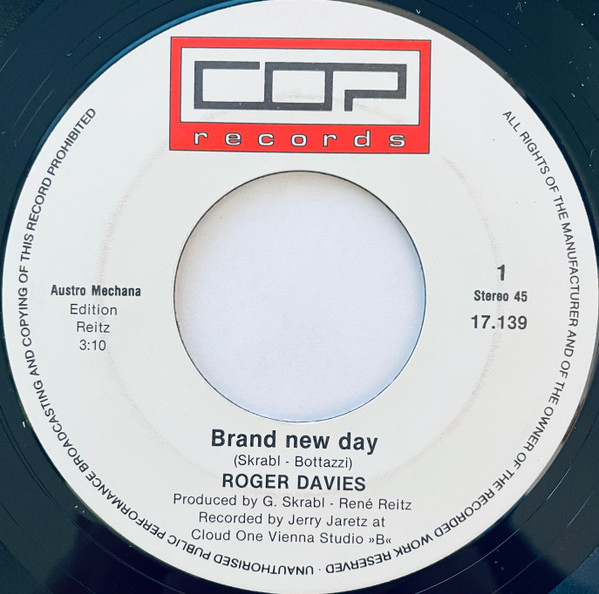 COP
records
ALL RIGHTS OF THE MANUFACTURER AND OF THE OWNER OF THE RECORDED WORK RESERVED · UNAUTHORISED PUBLIC PERFORMANCE BROADCASTING AND COPYING OF THIS RECORD PROHIBITED
Austro Mechana
Edition
Reitz
3:10
1
Stereo 45
17.139
Brand new day
(Skrabl - Bottazzi)
ROGER DAVIES
Produced by G. Skrabl - René Reitz
Recorded by Jerry Jaretz at
Cloud One Vienna Studio »B«